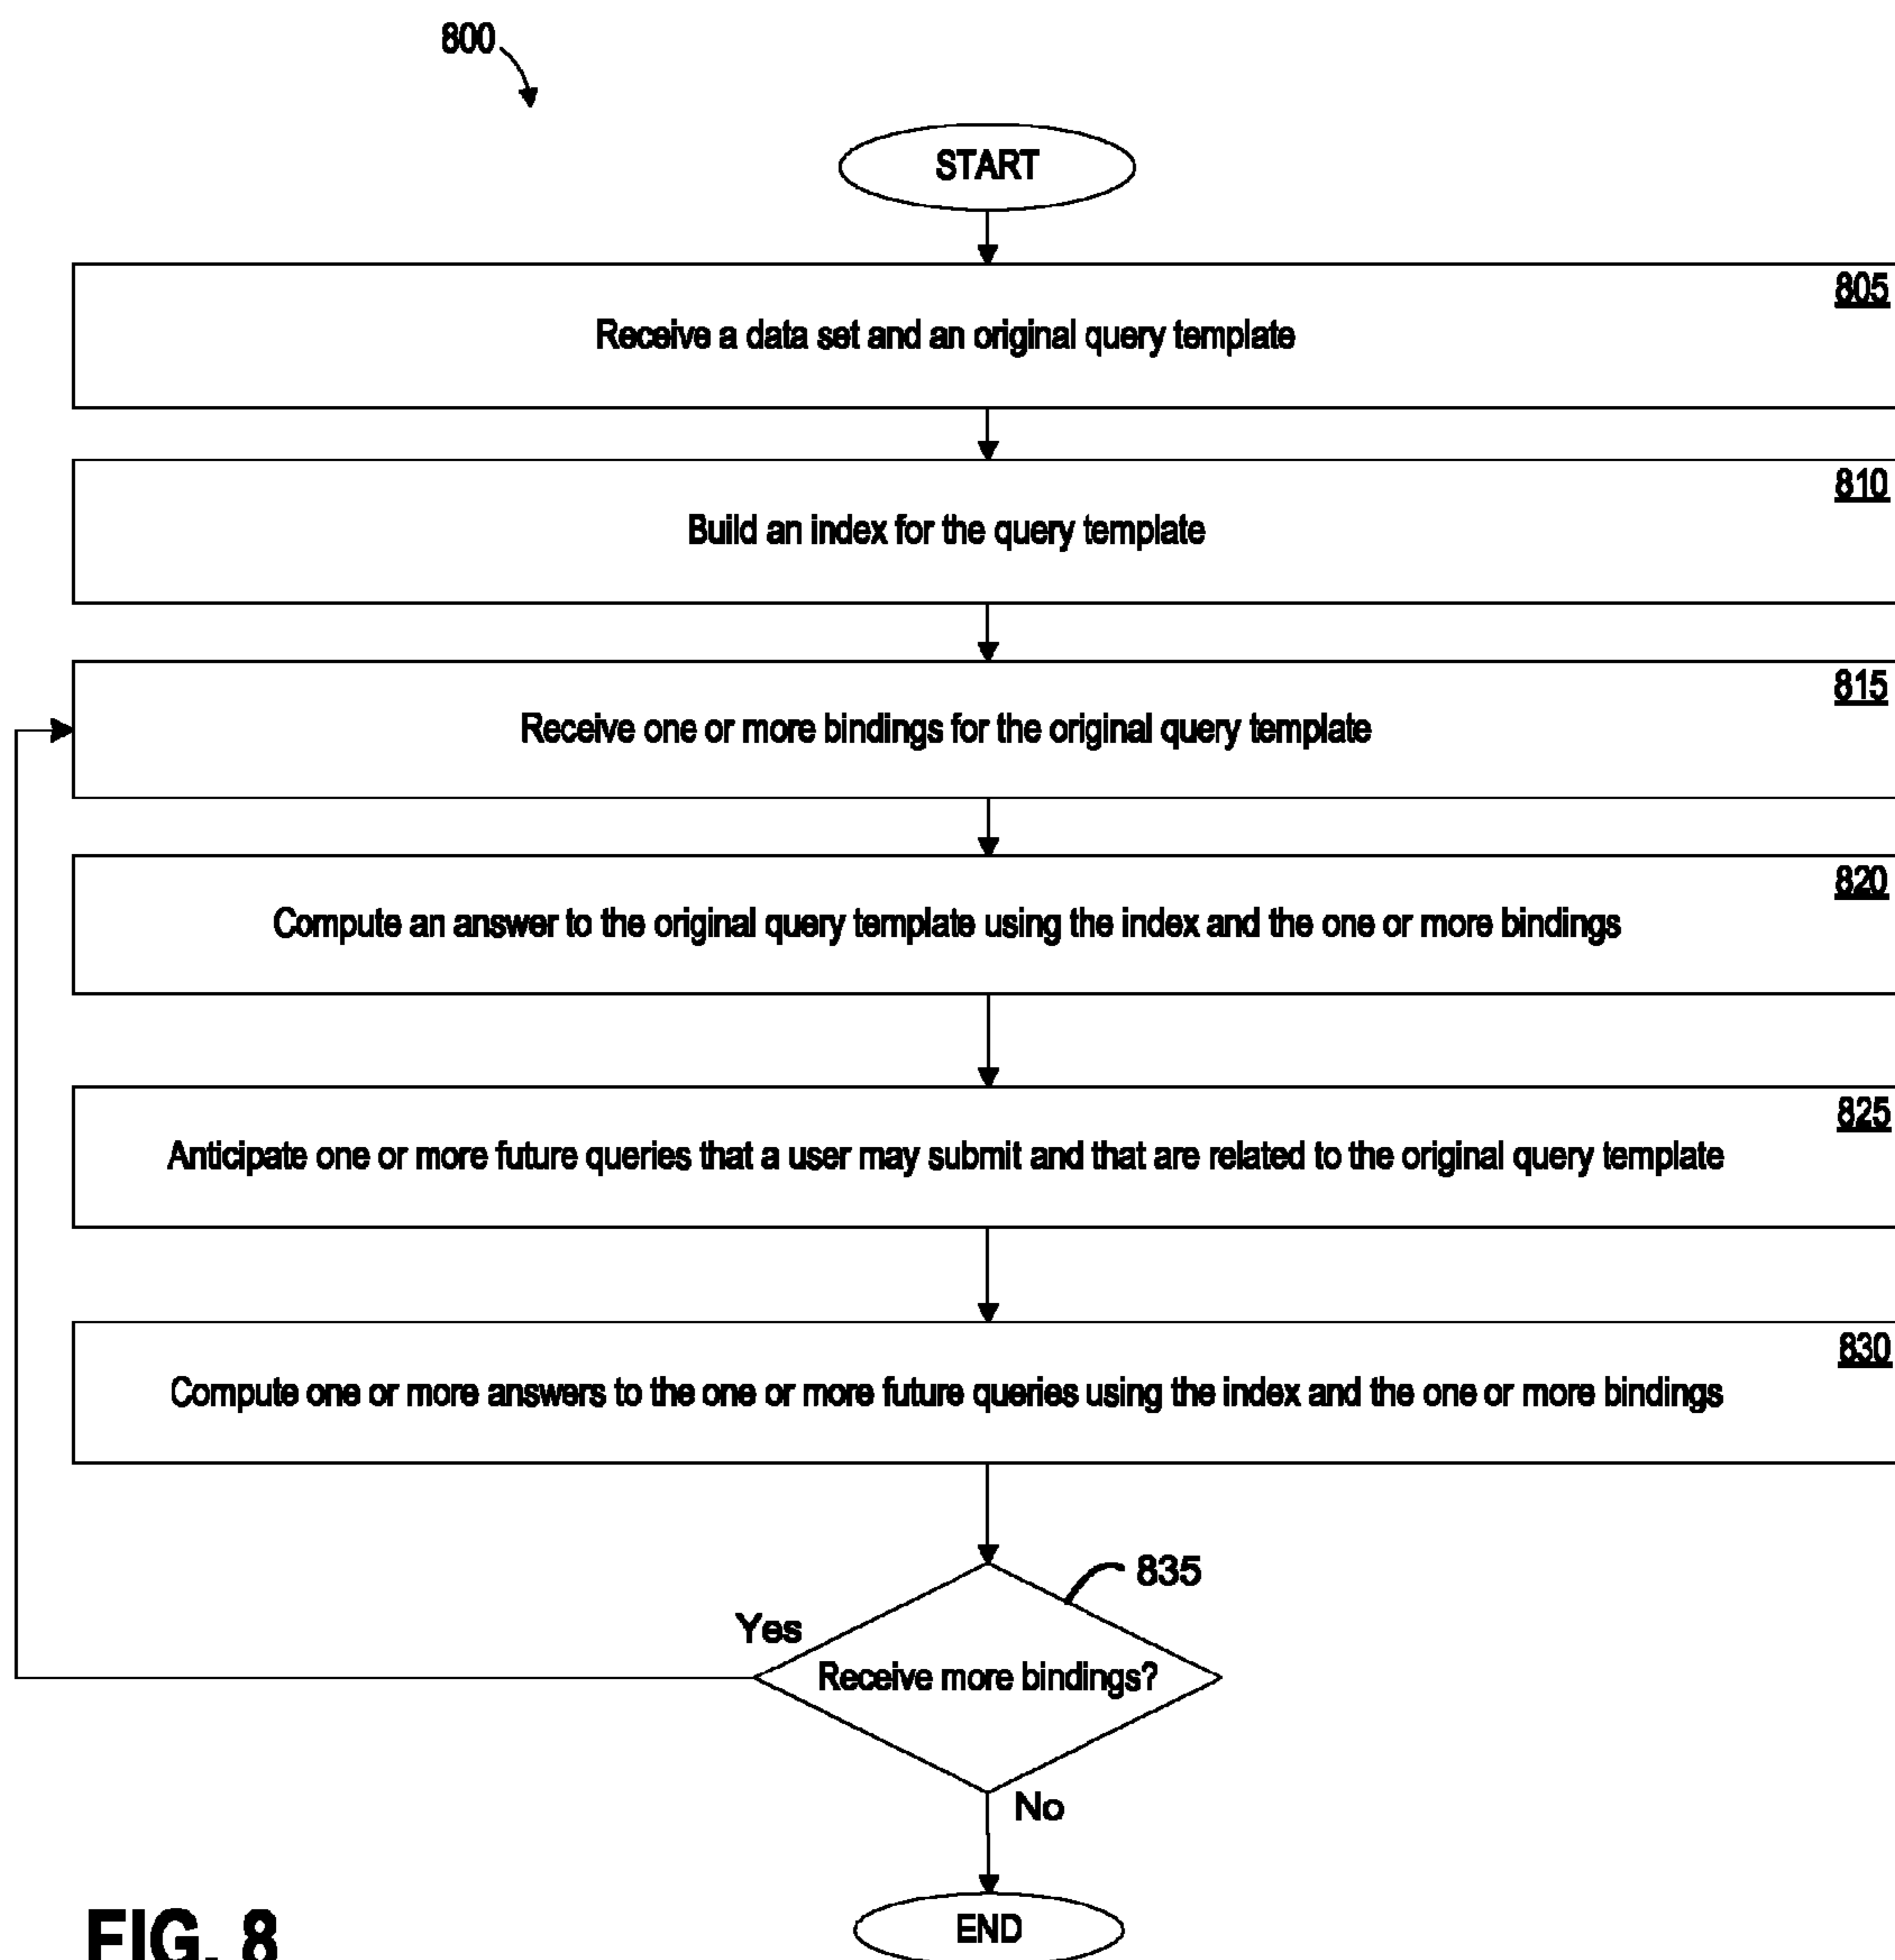 800
START
805
Receive a data set and an original query template
810
Build an index for the query template
815
Receive one or more bindings for the original query template
820
Compute an answer to the original query template using the index and the one or more bindings
825
Anticipate one or more future queries that a user may submit and that are related to the original query template
830
Compute one or more answers to the one or more future queries using the index and the one or more bindings
835
Yes
Receive more bindings?
No
END
FIG. 8